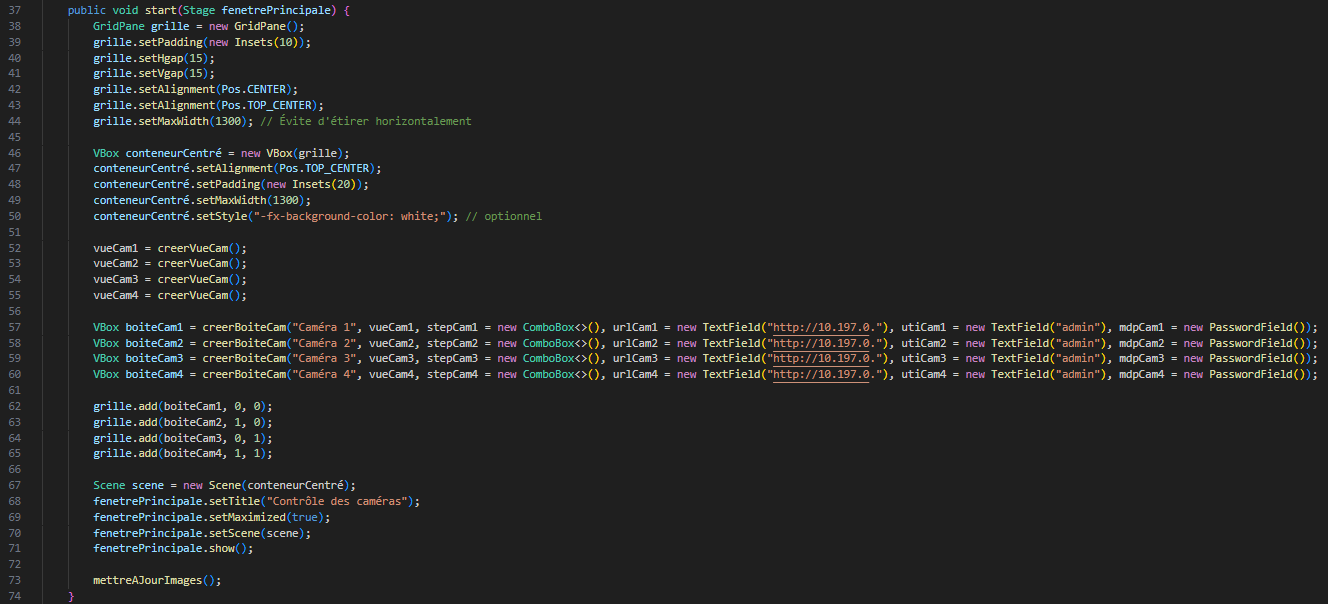 37 public void start(Stage fenetrePrincipale) {
38 GridPane grille = new GridPane();
39 grille.setPadding(new Insets(10));
40 grille.setHgap(15);
41 grille.setVgap(15);
42 grille.setAlignment(Pos.CENTER);
43 grille.setAlignment(Pos.TOP_CENTER);
44 grille.setMaxWidth(1300); // Évite d'étirer horizontalement
45
46 VBox conteneurCentré = new VBox(grille);
47 conteneurCentré.setAlignment(Pos.TOP_CENTER);
48 conteneurCentré.setPadding(new Insets(20));
49 conteneurCentré.setMaxWidth(1300);
50 conteneurCentré.setStyle("-fx-background-color: white;"); // optionnel
51
52 vueCam1 = creerVueCam();
53 vueCam2 = creerVueCam();
54 vueCam3 = creerVueCam();
55 vueCam4 = creerVueCam();
56
57 VBox boiteCam1 = creerBoiteCam("Caméra 1", vueCam1, stepCam1 = new ComboBox<>(), urlCam1 = new TextField("http://10.197.0."), utiCam1 = new TextField("admin"), mdpCam1 = new PasswordField());
58 VBox boiteCam2 = creerBoiteCam("Caméra 2", vueCam2, stepCam2 = new ComboBox<>(), urlCam2 = new TextField("http://10.197.0."), utiCam2 = new TextField("admin"), mdpCam2 = new PasswordField());
59 VBox boiteCam3 = creerBoiteCam("Caméra 3", vueCam3, stepCam3 = new ComboBox<>(), urlCam3 = new TextField("http://10.197.0."), utiCam3 = new TextField("admin"), mdpCam3 = new PasswordField());
60 VBox boiteCam4 = creerBoiteCam("Caméra 4", vueCam4, stepCam4 = new ComboBox<>(), urlCam4 = new TextField("http://10.197.0."), utiCam4 = new TextField("admin"), mdpCam4 = new PasswordField());
61
62 grille.add(boiteCam1, 0, 0);
63 grille.add(boiteCam2, 1, 0);
64 grille.add(boiteCam3, 0, 1);
65 grille.add(boiteCam4, 1, 1);
66
67 Scene scene = new Scene(conteneurCentré);
68 fenetrePrincipale.setTitle("Contrôle des caméras");
69 fenetrePrincipale.setMaximized(true);
70 fenetrePrincipale.setScene(scene);
71 fenetrePrincipale.show();
72
73 mettreAJourImages();
74 }